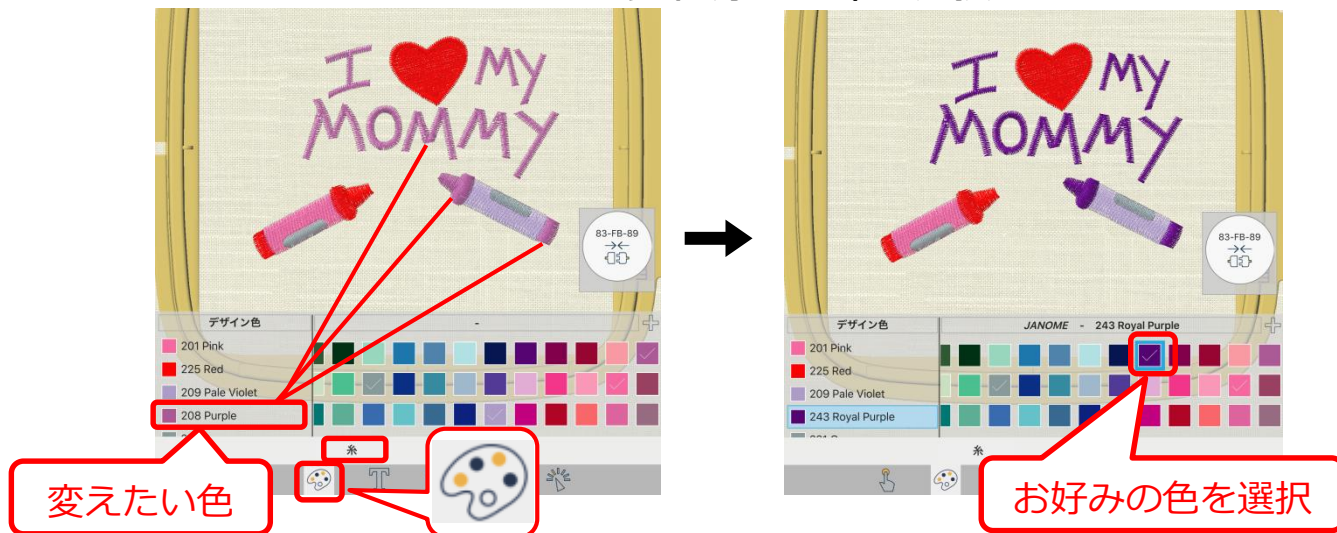 I MY
MOMMY
83-FB-89
デザイン色
-
201 Pink
225 Red
209 Pale Violet
208 Purple
糸
T
変えたい色
I MY
MOMMY
83-FB-89
デザイン色
JANOME - 243 Royal Purple
201 Pink
225 Red
209 Pale Violet
243 Royal Purple
糸
お好みの色を選択